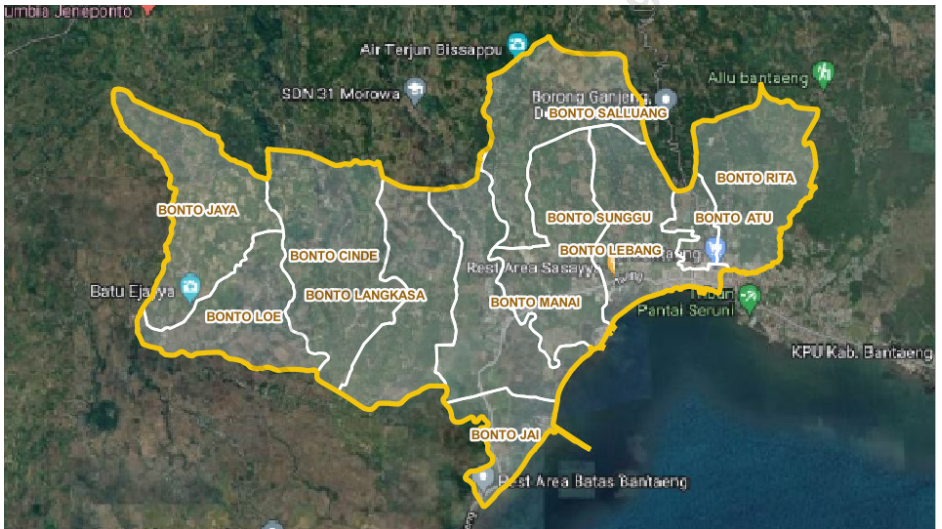 umbia Jeneponto
Air Terjun Bissappu
Allu bantaeng
SDN 31 Morowa
Borong Ganjeng,
BONTO SALLUANG
BONTO RITA
BONTO JAYA
BONTO SUNGGU
BONTO ATU
BONTO LEBANG
BONTO CINDE
Rest Area Sasayya
Batu Ejayya
BONTO LANGKASA
BONTO MANAI
BONTO LOE
Pantai Seruni
KPU Kab. Bantaeng
BONTO JAI
Rest Area Batas Bantaeng